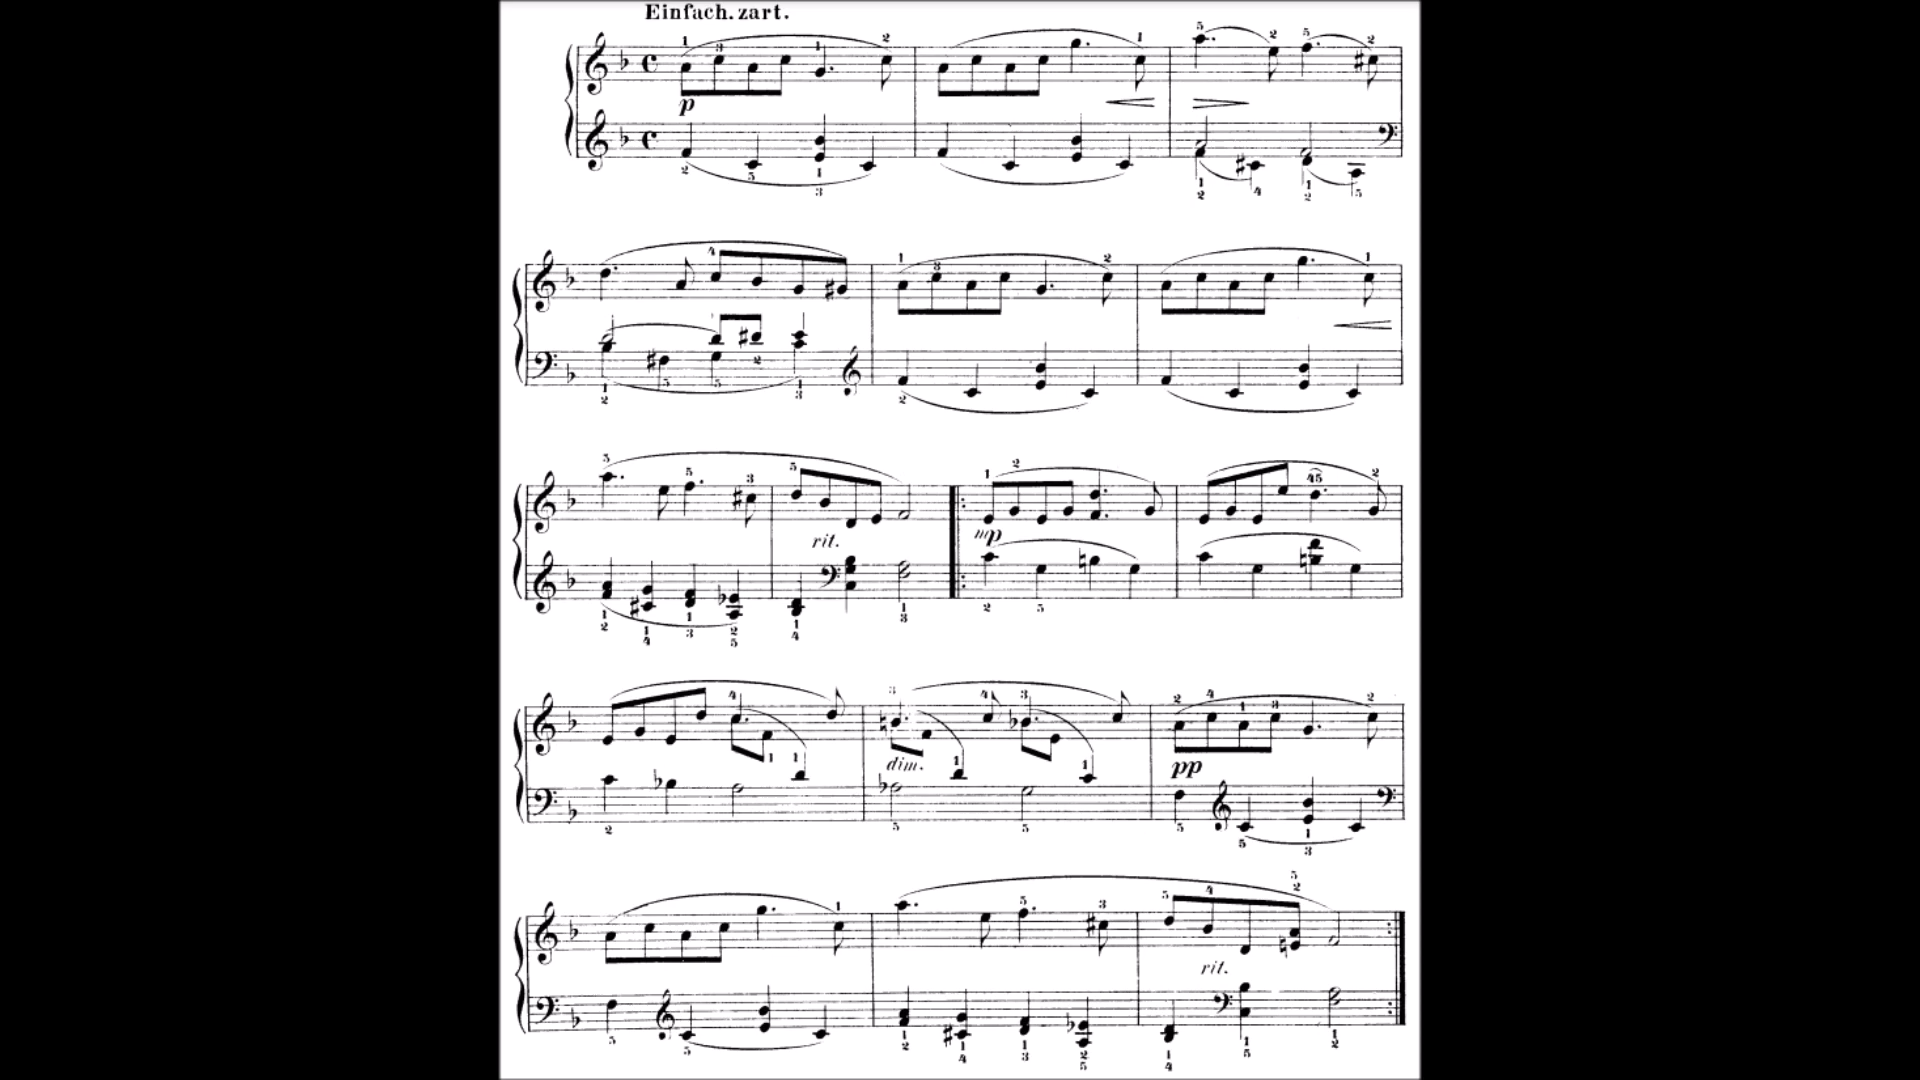 Einfach. zart.
p
rit.
mp
dim.
pp
rit.